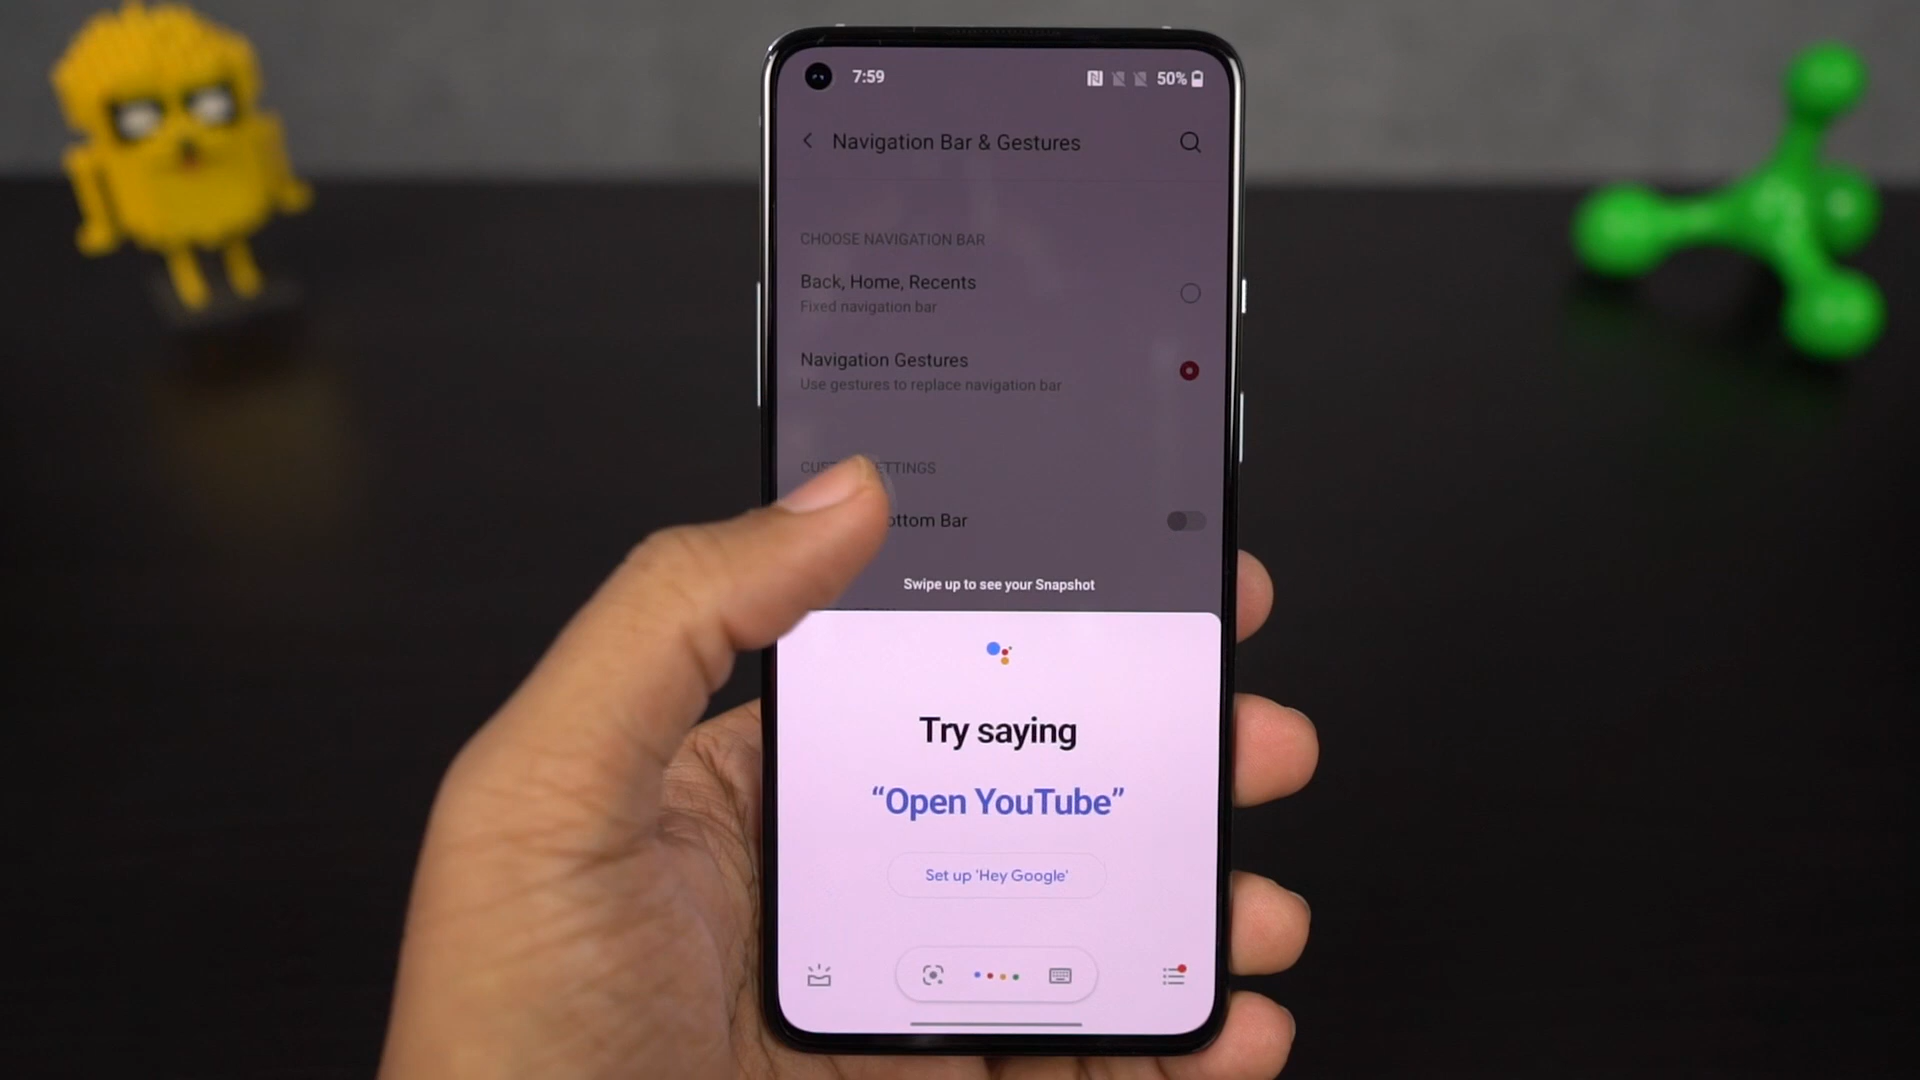 7:59
50%
Navigation Bar & Gestures
CHOOSE NAVIGATION BAR
Back, Home, Recents
Fixed navigation bar
Navigation Gestures
Use gestures to replace navigation bar
Bar
Swipe up to see your Snapshot
Try saying
“Open YouTube”
Set up 'Hey Google'